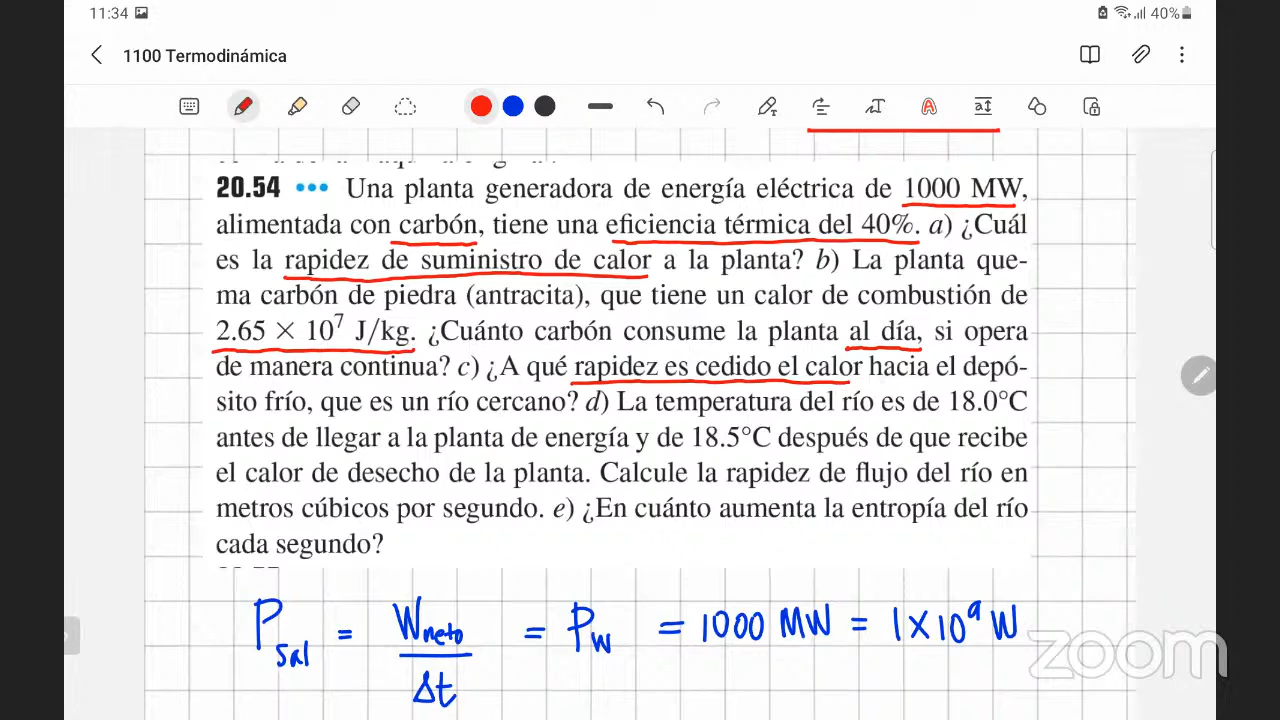 11:34
40%
1100 Termodinámica
20.54 ••• Una planta generadora de energía eléctrica de 1000 MW,
alimentada con carbón, tiene una eficiencia térmica del 40%. a) ¿Cuál
es la rapidez de suministro de calor a la planta? b) La planta que-
ma carbón de piedra (antracita), que tiene un calor de combustión de
2.65 × 10⁷ J/kg. ¿Cuánto carbón consume la planta al día, si opera
de manera continua? c) ¿A qué rapidez es cedido el calor hacia el depó-
sito frío, que es un río cercano? d) La temperatura del río es de 18.0°C
antes de llegar a la planta de energía y de 18.5°C después de que recibe
el calor de desecho de la planta. Calcule la rapidez de flujo del río en
metros cúbicos por segundo. e) ¿En cuánto aumenta la entropía del río
cada segundo?
P_sal = W_neto / Δt = P_W = 1000 MW = 1 × 10⁹ W
zoom